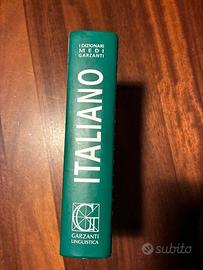 I DIZIONARI
MEDI
GARZANTI
ITALIANO
GARZANTI
LINGUISTICA
subito